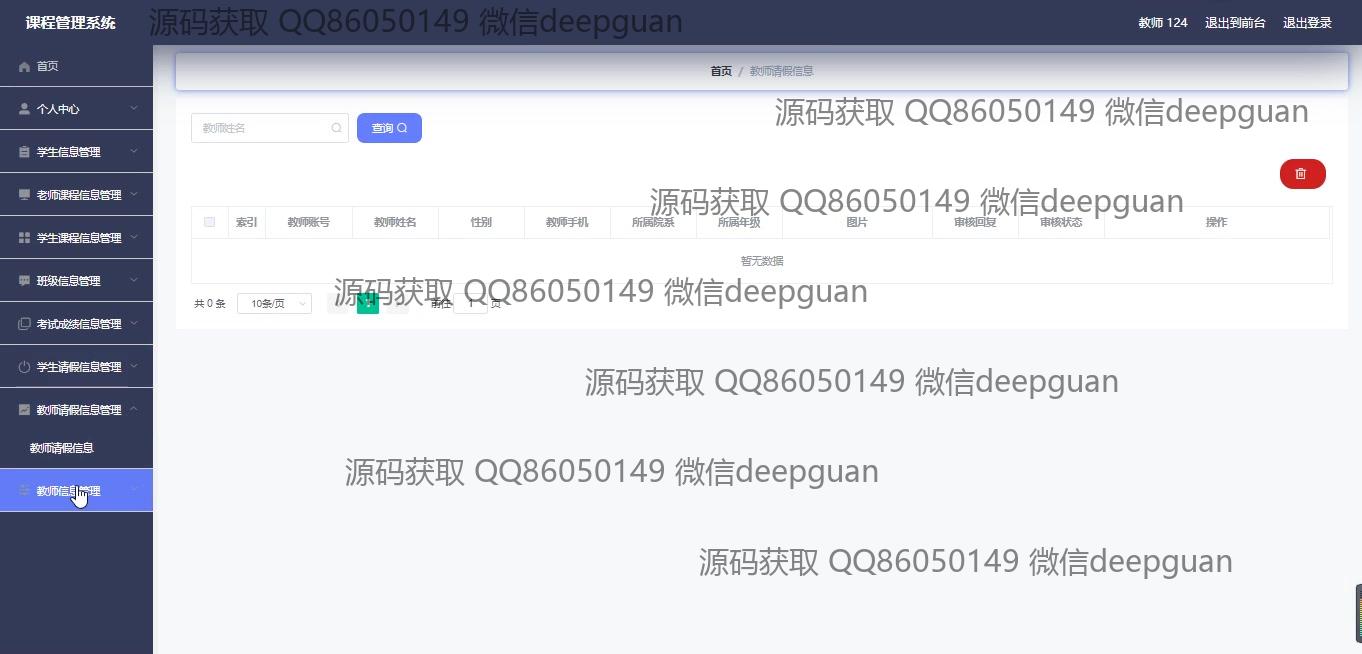 课程管理系统
源码获取 QQ86050149 微信deepguan
教师 124 退出到前台 退出登录
首页
个人中心
学生信息管理
老师课程信息管理
学生课程信息管理
班级信息管理
考试成绩信息管理
学生请假信息管理
教师请假信息管理
教师请假信息
教师信息管理
首页 / 教师请假信息
源码获取 QQ86050149 微信deepguan
教师姓名 查询
源码获取 QQ86050149 微信deepguan
索引 教师账号 教师姓名 性别 教师手机 所属院系 所属年级 图片 审核回复 审核状态 操作
暂无数据
源码获取 QQ86050149 微信deepguan
共 0 条 10条/页 1 前往 1 页
源码获取 QQ86050149 微信deepguan
源码获取 QQ86050149 微信deepguan
源码获取 QQ86050149 微信deepguan